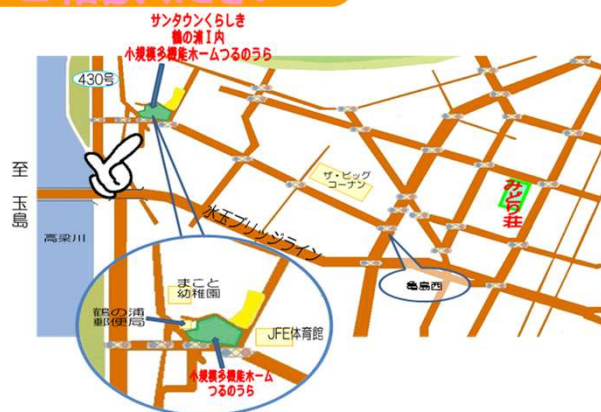 サンタウンくらしき
鶴の浦Ⅰ内
小規模多機能ホームつるのうら
430号
至
玉島
高梁川
ザ・ビッグ
コーナン
みどり荘
水玉ブリッジライン
亀島西
まこと
幼稚園
鶴の浦
郵便局
JFE体育館
小規模多機能ホーム
つるのうら